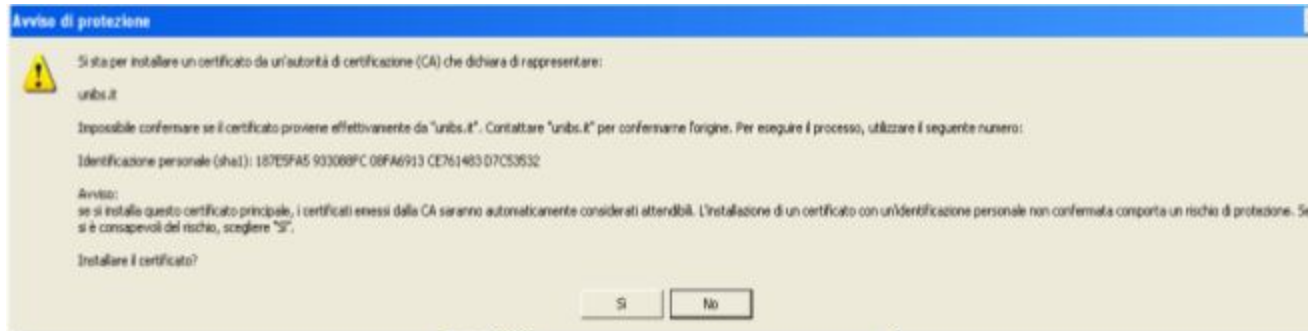 Avviso di protezione
Si sta per installare un certificato da un'autorità di certificazione (CA) che dichiara di rappresentare:
unibs.it
Impossibile confermare se il certificato proviene effettivamente da "unibs.it". Contattare "unibs.it" per confermarne l'origine. Per eseguire il processo, utilizzare il seguente numero:
Identificazione personale (sha1): 187E5FA5 933088FC 08FA6913 CE761483 D7C53532
Avviso:
se si installa questo certificato principale, i certificati emessi dalla CA saranno automaticamente considerati attendibili. L'installazione di un certificato con un'identificazione personale non confermata comporta un rischio di protezione. Se
si è consapevoli del rischio, scegliere "Sì".
Installare il certificato?
Sì No